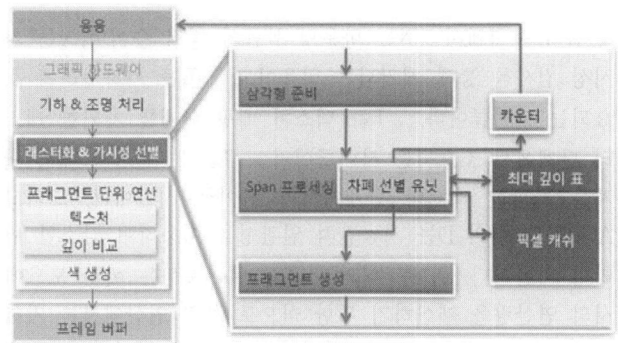 응용
그래픽 하드웨어
기하 & 조명 처리
래스터화 & 가시성 선별
프래그먼트 단위 연산
텍스처
깊이 비교
색 생성
프레임 버퍼
삼각형 준비
카운터
Span 프로세싱
차폐 선별 유닛
최대 깊이 표
픽셀 캐쉬
프래그먼트 생성